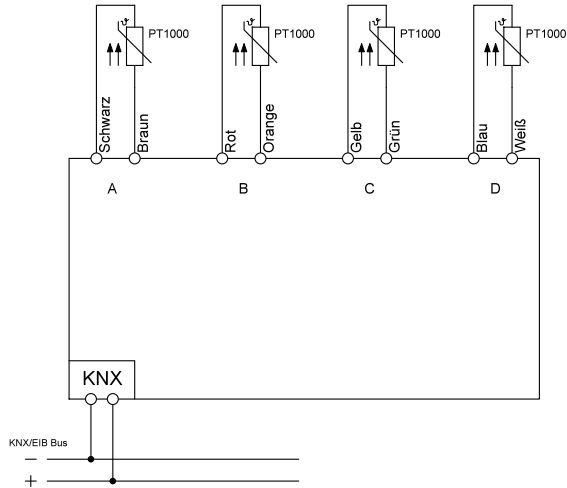 PT1000 PT1000 PT1000 PT1000
Schwarz Braun Rot Orange Gelb Grün Blau Weiß
A B C D
KNX
KNX/EIB Bus
−
+